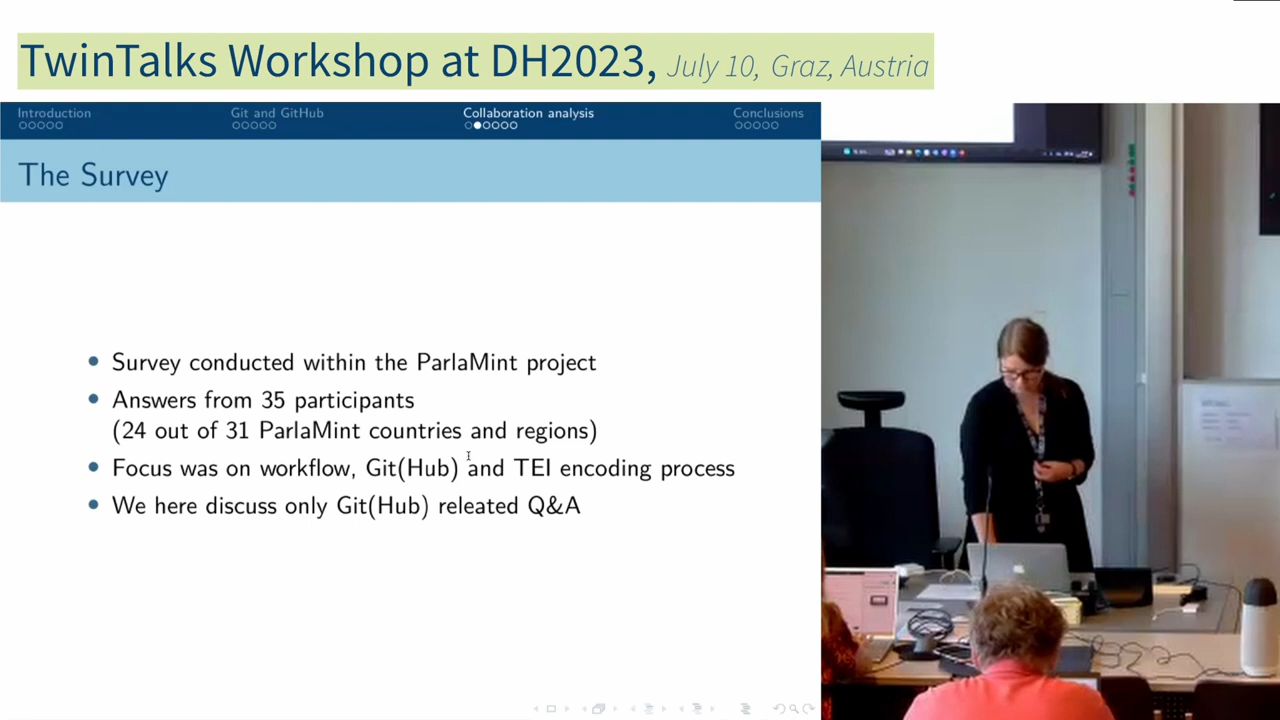 TwinTalks Workshop at DH2023, July 10, Graz, Austria
Introduction Git and GitHub Collaboration analysis Conclusions
The Survey
Survey conducted within the ParlaMint project
Answers from 35 participants
(24 out of 31 ParlaMint countries and regions)
Focus was on workflow, Git(Hub) and TEI encoding process
We here discuss only Git(Hub) releated Q&A